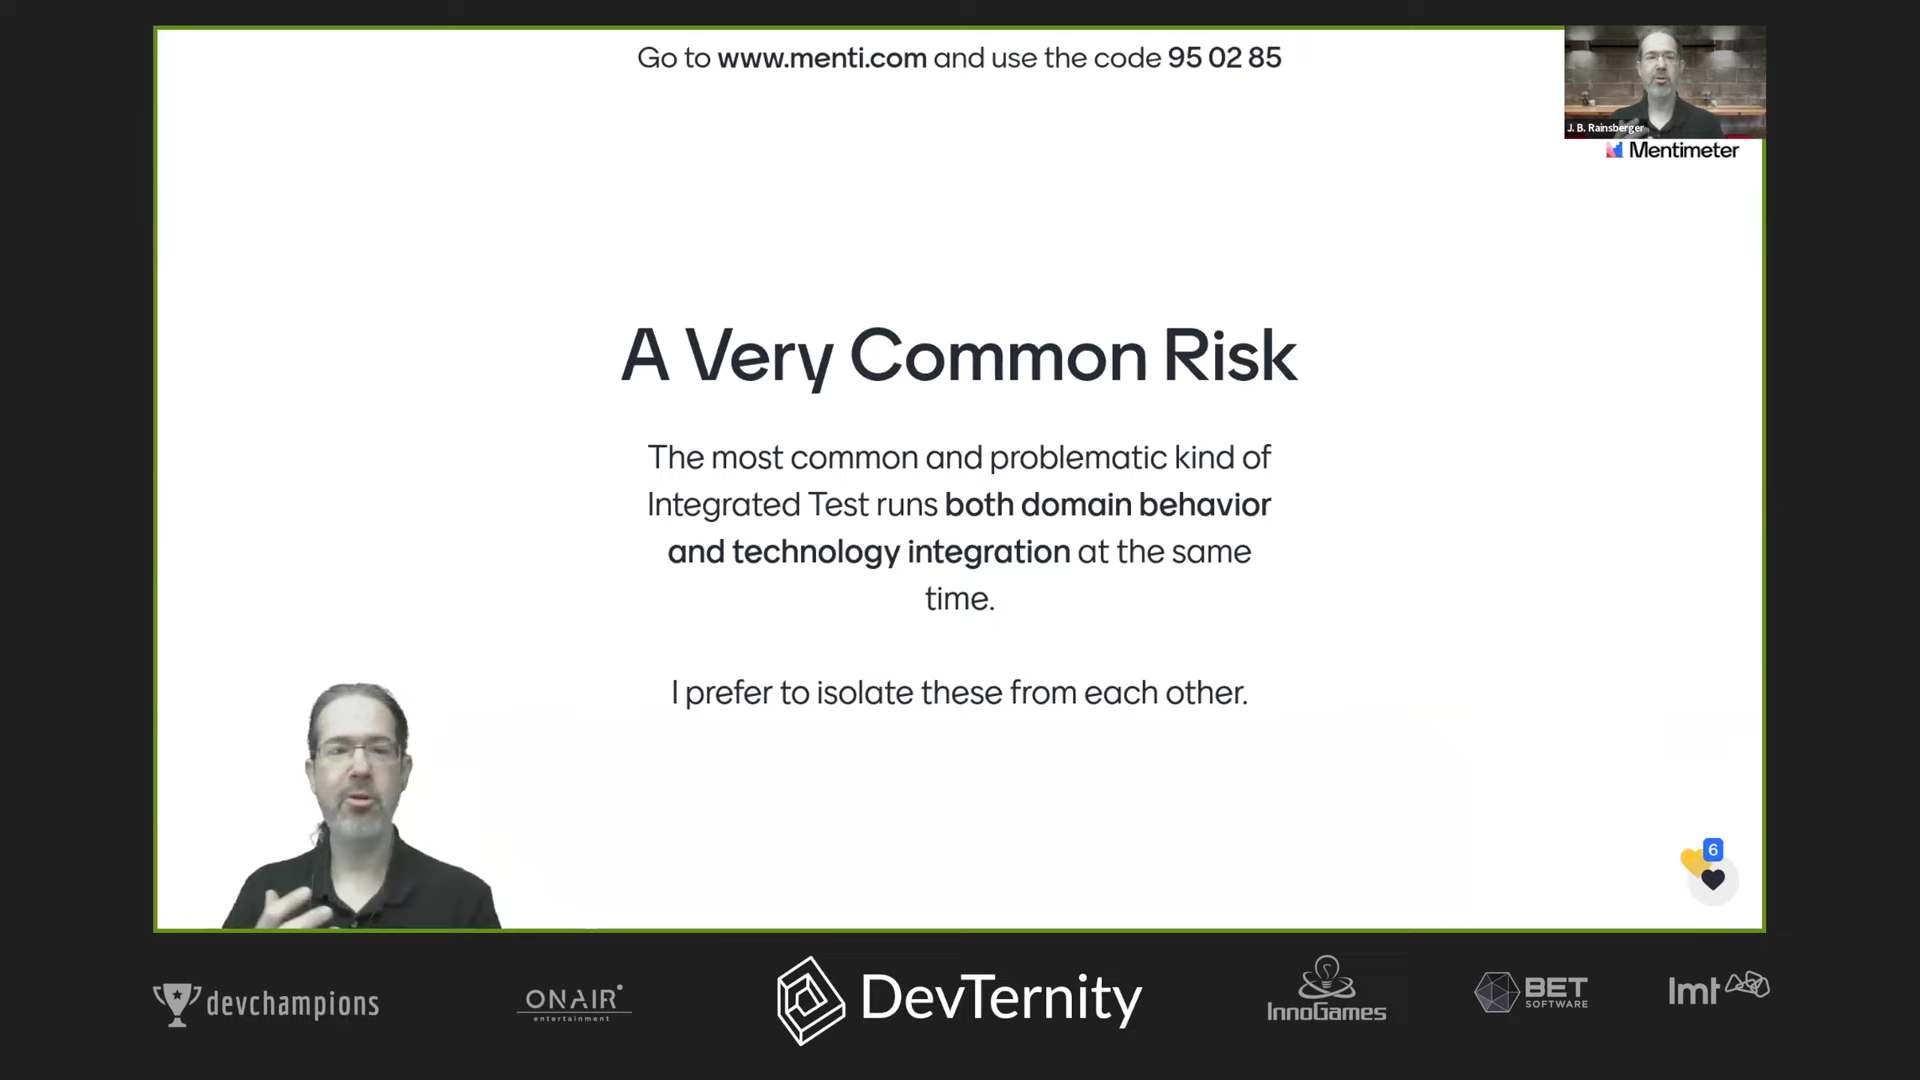 Go to www.menti.com and use the code 95 02 85
J. B. Rainsberger
Mentimeter
A Very Common Risk
The most common and problematic kind of
Integrated Test runs both domain behavior
and technology integration at the same
time.
I prefer to isolate these from each other.
6
devchampions
ONAIR
entertainment
DevTernity
InnoGames
BET
SOFTWARE
lmt